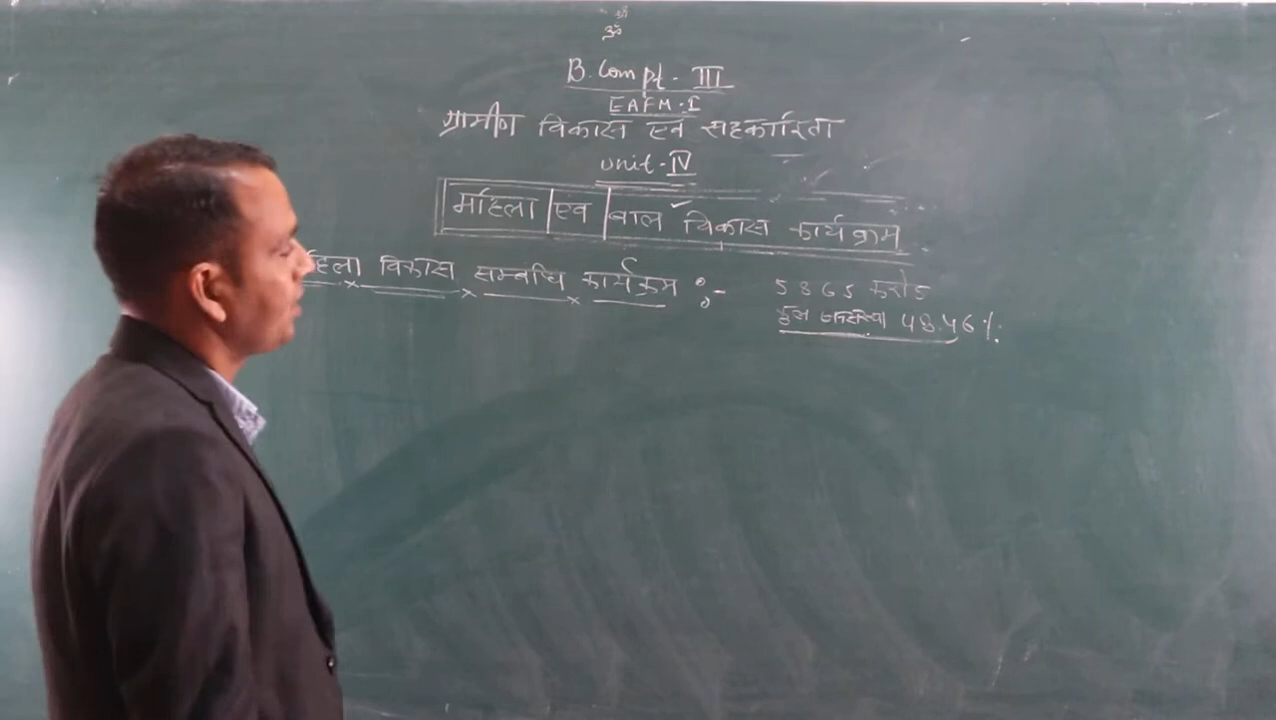 ॐ
B.Com pt. III
EAFM-I
ग्रामीण विकास एवं सहकारिता
unit-IV
महिला एवं बाल विकास कार्यक्रम
हिला विकास सम्बंधि कार्यक्रम :-
5865 करोड
कुल जनसंख्या 48.46%